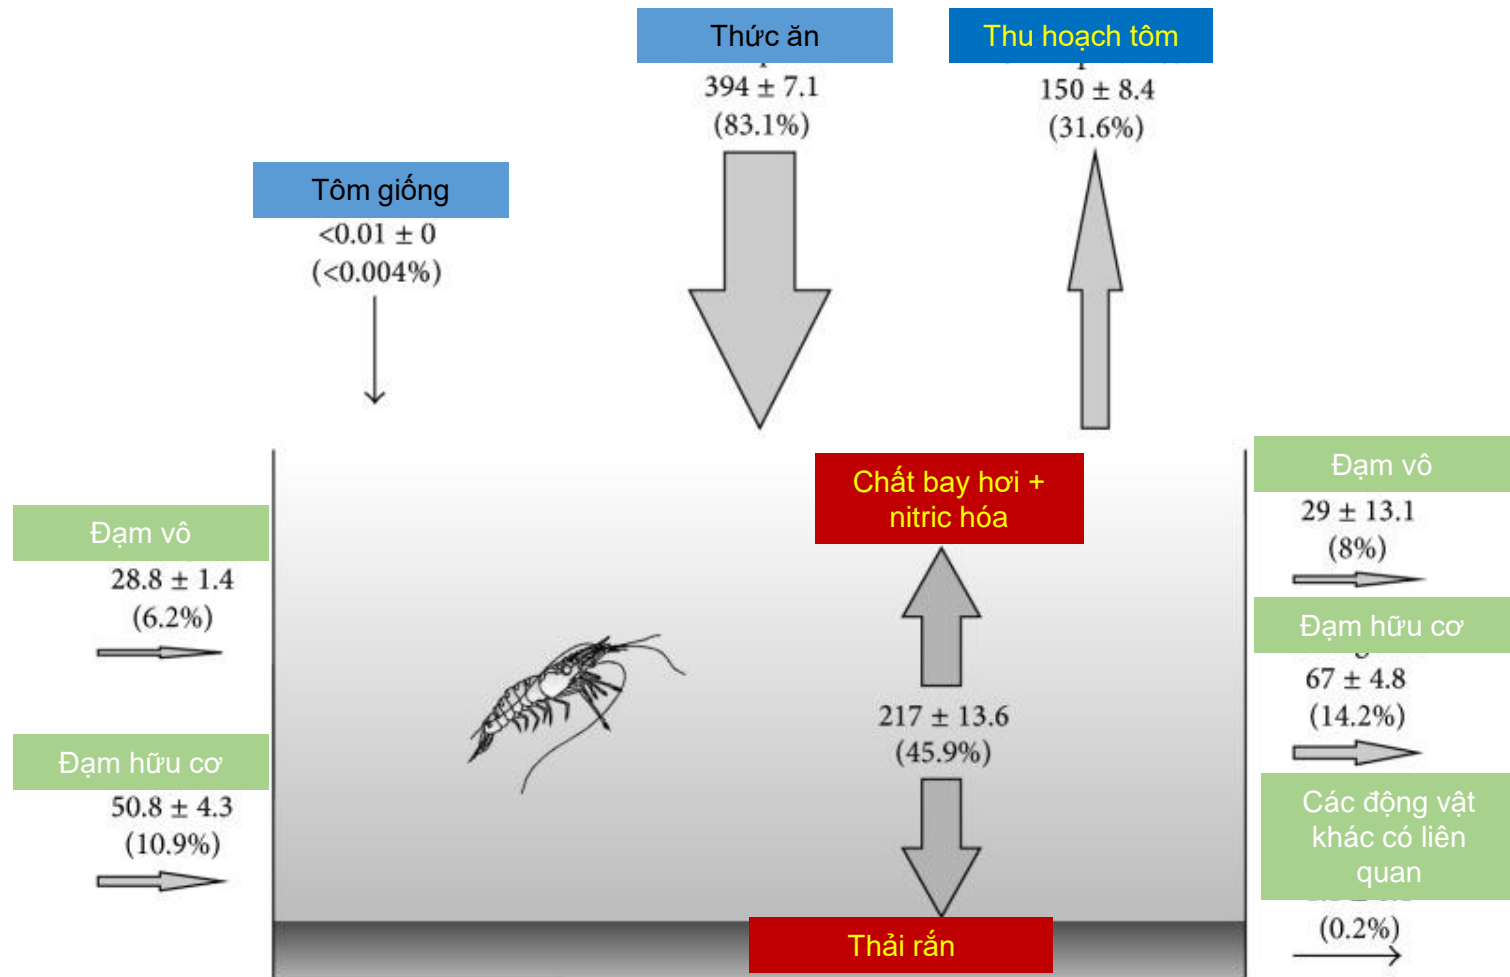 Thức ăn
394 ± 7.1
(83.1%)
Thu hoạch tôm
150 ± 8.4
(31.6%)
Tôm giống
<0.01 ± 0
(<0.004%)
Đạm vô
28.8 ± 1.4
(6.2%)
Đạm hữu cơ
50.8 ± 4.3
(10.9%)
Chất bay hơi +
nitric hóa
217 ± 13.6
(45.9%)
Thải rắn
Đạm vô
29 ± 13.1
(8%)
Đạm hữu cơ
67 ± 4.8
(14.2%)
Các động vật
khác có liên
quan
(0.2%)